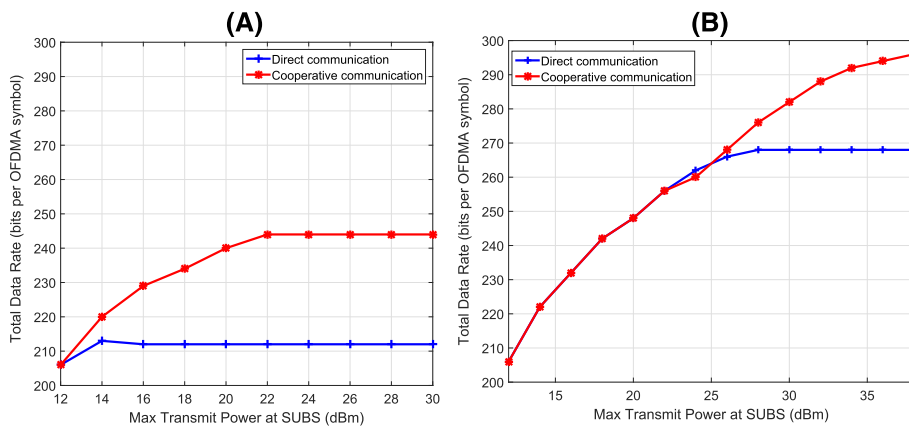 (A)
Total Data Rate (bits per OFDMA symbol)
300
290
280
270
260
250
240
230
220
210
200
Direct communication
Cooperative communication
12 14 16 18 20 22 24 26 28 30
Max Transmit Power at SUBS (dBm)
(B)
Total Data Rate (bits per OFDMA symbol)
300
290
280
270
260
250
240
230
220
210
200
Direct communication
Cooperative communication
15 20 25 30 35
Max Transmit Power at SUBS (dBm)